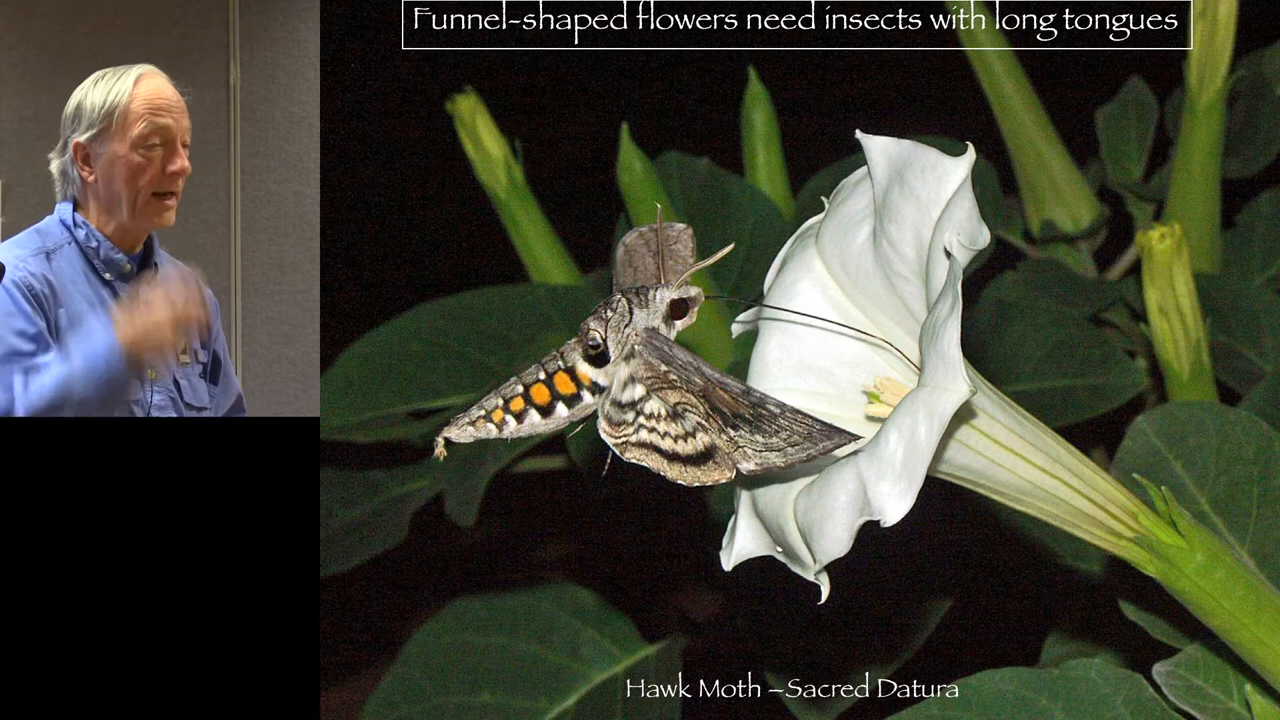 Funnel-shaped flowers need insects with long tongues
Hawk Moth –Sacred Datura